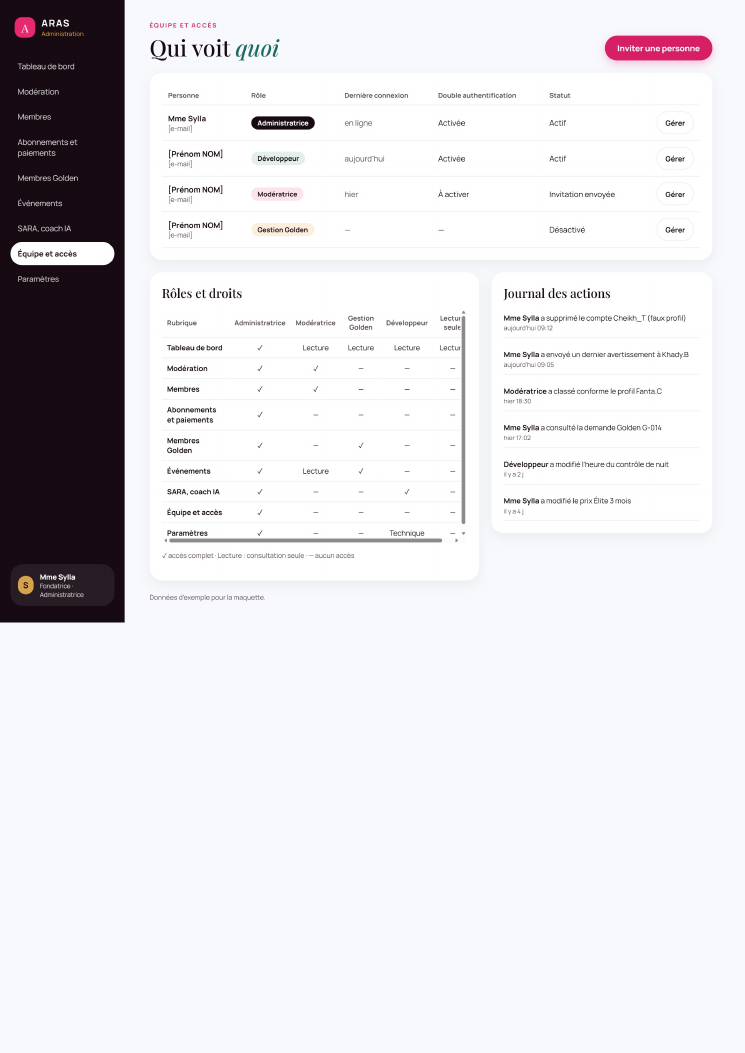 A
ARAS
Administration
Tableau de bord
Modération
Membres
Abonnements et
paiements
Membres Golden
Événements
SARA, coach IA
Équipe et accès
Paramètres
S
Mme Sylla
Fondatrice ·
Administratrice
ÉQUIPE ET ACCÈS
Qui voit quoi
Inviter une personne
Personne Rôle Dernière connexion Double authentification Statut
Mme Sylla
[e-mail]
Administratrice en ligne Activée Actif Gérer
[Prénom NOM]
[e-mail]
Développeur aujourd'hui Activée Actif Gérer
[Prénom NOM]
[e-mail]
Modératrice hier À activer Invitation envoyée Gérer
[Prénom NOM]
[e-mail]
Gestion Golden — — Désactivé Gérer
Rôles et droits
Rubrique Administratrice Modératrice Gestion Golden Développeur Lecture seule
Tableau de bord ✓ Lecture Lecture Lecture Lecture
Modération ✓ ✓ — — —
Membres ✓ ✓ — — —
Abonnements
et paiements ✓ — — — —
Membres
Golden ✓ — ✓ — —
Événements ✓ Lecture ✓ — —
SARA, coach IA ✓ — — ✓ —
Équipe et accès ✓ — — — —
Paramètres ✓ — — Technique —
✓ accès complet · Lecture : consultation seule · — aucun accès
Journal des actions
Mme Sylla a supprimé le compte Cheikh_T (faux profil)
aujourd'hui 09:12
Mme Sylla a envoyé un dernier avertissement à Khady.B
aujourd'hui 09:05
Modératrice a classé conforme le profil Fanta.C
hier 18:30
Mme Sylla a consulté la demande Golden G-014
hier 17:02
Développeur a modifié l'heure du contrôle de nuit
il y a 2 j
Mme Sylla a modifié le prix Élite 3 mois
il y a 4 j
Données d'exemple pour la maquette.